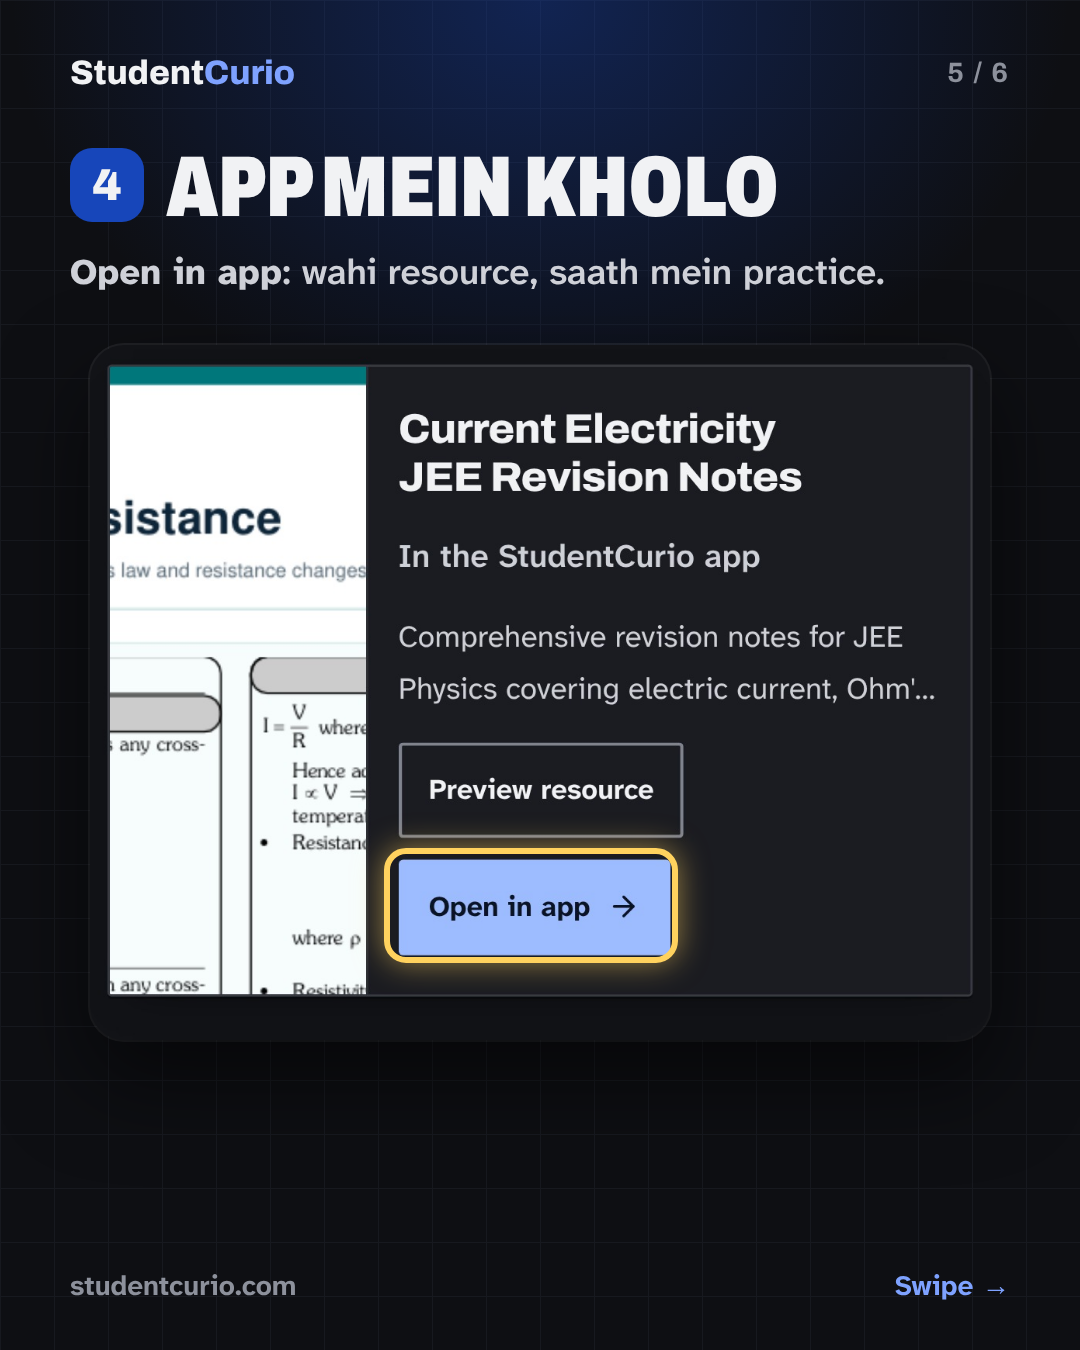 StudentCurio
5 / 6
4 APP MEIN KHOLO
Open in app: wahi resource, saath mein practice.
sistance
s law and resistance changes
s any cross-
I = V/R where
Hence
I ∝ V ⇒
where ρ
any cross-
Current Electricity
JEE Revision Notes
In the StudentCurio app
Comprehensive revision notes for JEE
Physics covering electric current, Ohm'...
Preview resource
Open in app →
studentcurio.com
Swipe →